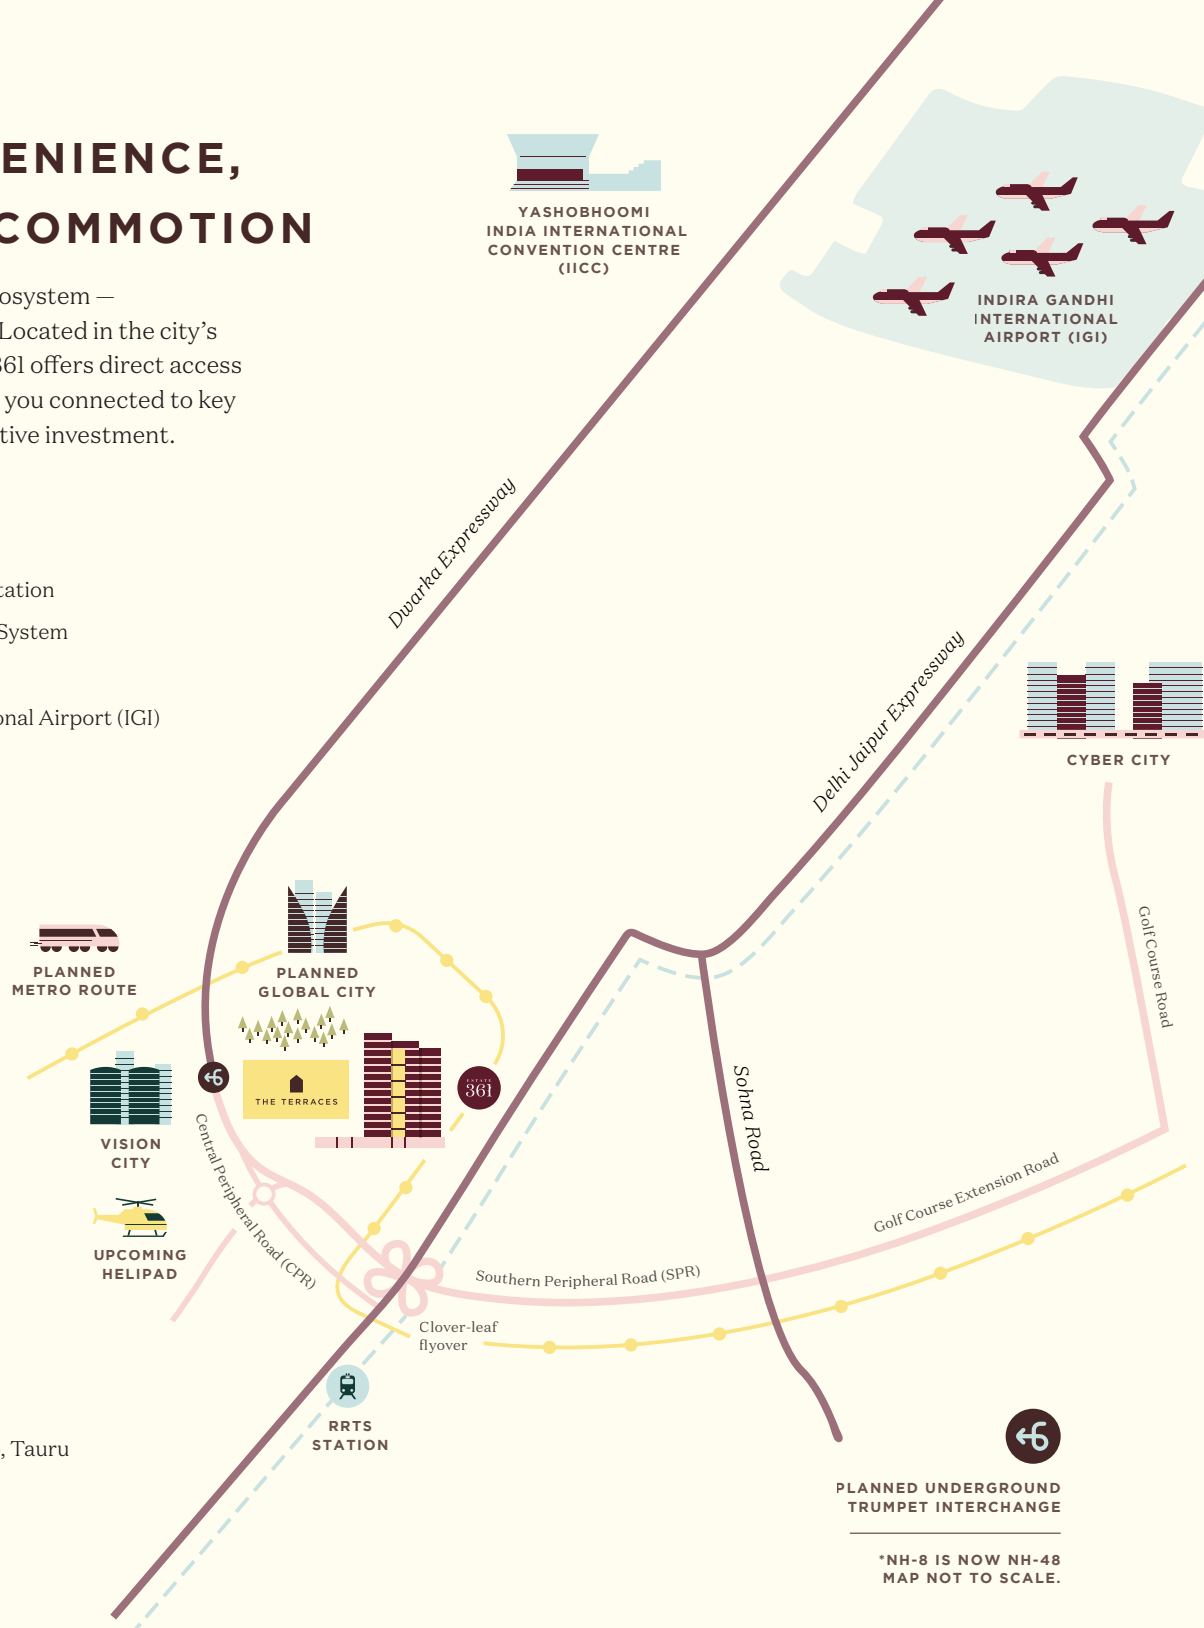 ENIENCE,
COMMOTION
osystem —
Located in the city’s
361 offers direct access
you connected to key
tive investment.
tation
System
onal Airport (IGI)
YASHOBHOOMI
INDIA INTERNATIONAL
CONVENTION CENTRE
(IICC)
INDIRA GANDHI
INTERNATIONAL
AIRPORT (IGI)
Dwarka Expressway
Delhi Jaipur Expressway
CYBER CITY
Golf Course Road
PLANNED
METRO ROUTE
PLANNED
GLOBAL CITY
THE TERRACES
ESTATE
361
VISION
CITY
Central Peripheral Road (CPR)
Sohna Road
UPCOMING
HELIPAD
Golf Course Extension Road
Southern Peripheral Road (SPR)
Clover-leaf
flyover
RRTS
STATION
, Tauru
PLANNED UNDERGROUND
TRUMPET INTERCHANGE
*NH-8 IS NOW NH-48
MAP NOT TO SCALE.